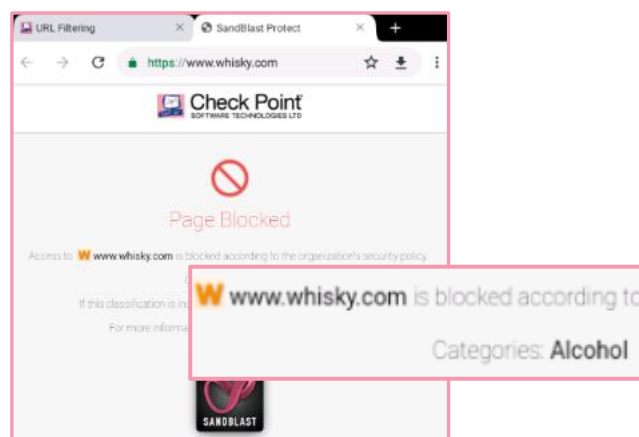 URL Filtering
SandBlast Protect
https://www.whisky.com
Check Point
SOFTWARE TECHNOLOGIES LTD
Page Blocked
Access to W www.whisky.com is blocked according to the organization's security policy.
If this classification is inc
For more informa
W www.whisky.com is blocked according to
Categories: Alcohol
SANDBLAST